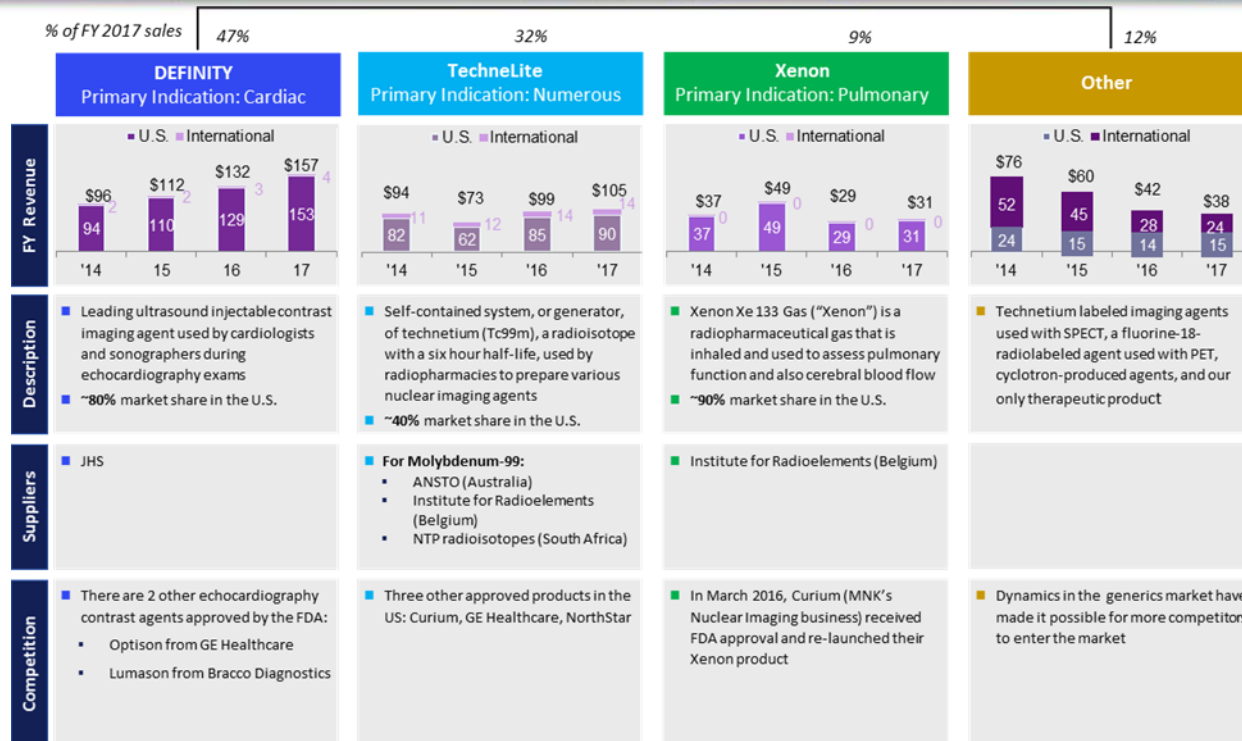 % of FY 2017 sales
47%
32%
9%
12%
DEFINITY
Primary Indication: Cardiac
TechneLite
Primary Indication: Numerous
Xenon
Primary Indication: Pulmonary
Other
FY Revenue
U.S. International
$96
$112
$132
$157
2
2
3
4
94
110
129
153
'14 15 16 17
U.S. International
$94
$73
$99
$105
11
12
14
14
82
62
85
90
'14 '15 '16 '17
U.S. International
$37
$49
$29
$31
0
0
0
0
37
49
29
31
'14 '15 '16 '17
U.S. International
$76
$60
$42
$38
52
45
28
24
24
15
14
15
'14 '15 '16 '17
Description
Leading ultrasound injectable contrast
imaging agent used by cardiologists
and sonographers during
echocardiography exams
~80% market share in the U.S.
Self-contained system, or generator,
of technetium (Tc99m), a radioisotope
with a six hour half-life, used by
radiopharmacies to prepare various
nuclear imaging agents
~40% market share in the U.S.
Xenon Xe 133 Gas (“Xenon”) is a
radiopharmaceutical gas that is
inhaled and used to assess pulmonary
function and also cerebral blood flow
~90% market share in the U.S.
Technetium labeled imaging agents
used with SPECT, a fluorine-18-
radiolabeled agent used with PET,
cyclotron-produced agents, and our
only therapeutic product
Suppliers
JHS
For Molybdenum-99:
ANSTO (Australia)
Institute for Radioelements
(Belgium)
NTP radioisotopes (South Africa)
Institute for Radioelements (Belgium)
Competition
There are 2 other echocardiography
contrast agents approved by the FDA:
Optison from GE Healthcare
Lumason from Bracco Diagnostics
Three other approved products in the
US: Curium, GE Healthcare, NorthStar
In March 2016, Curium (MNK’s
Nuclear Imaging business) received
FDA approval and re-launched their
Xenon product
Dynamics in the generics market have
made it possible for more competitors
to enter the market